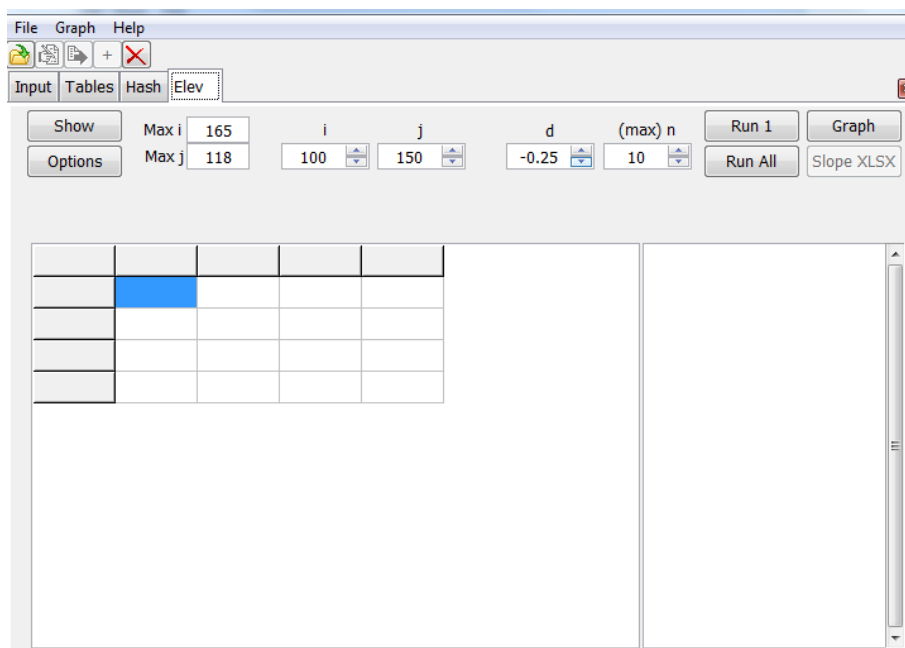 File Graph Help
+
Input Tables Hash Elev
Show Max i 165 i j d (max) n Run 1 Graph
Options Max j 118 100 150 -0.25 10 Run All Slope XLSX